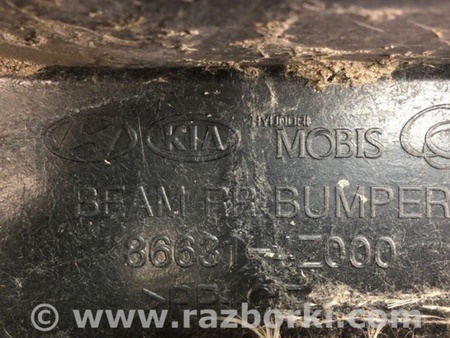 KIA
HYUNDAI
MOBIS
BEAM RR BUMPER
86631
Z000
www.razborki.com